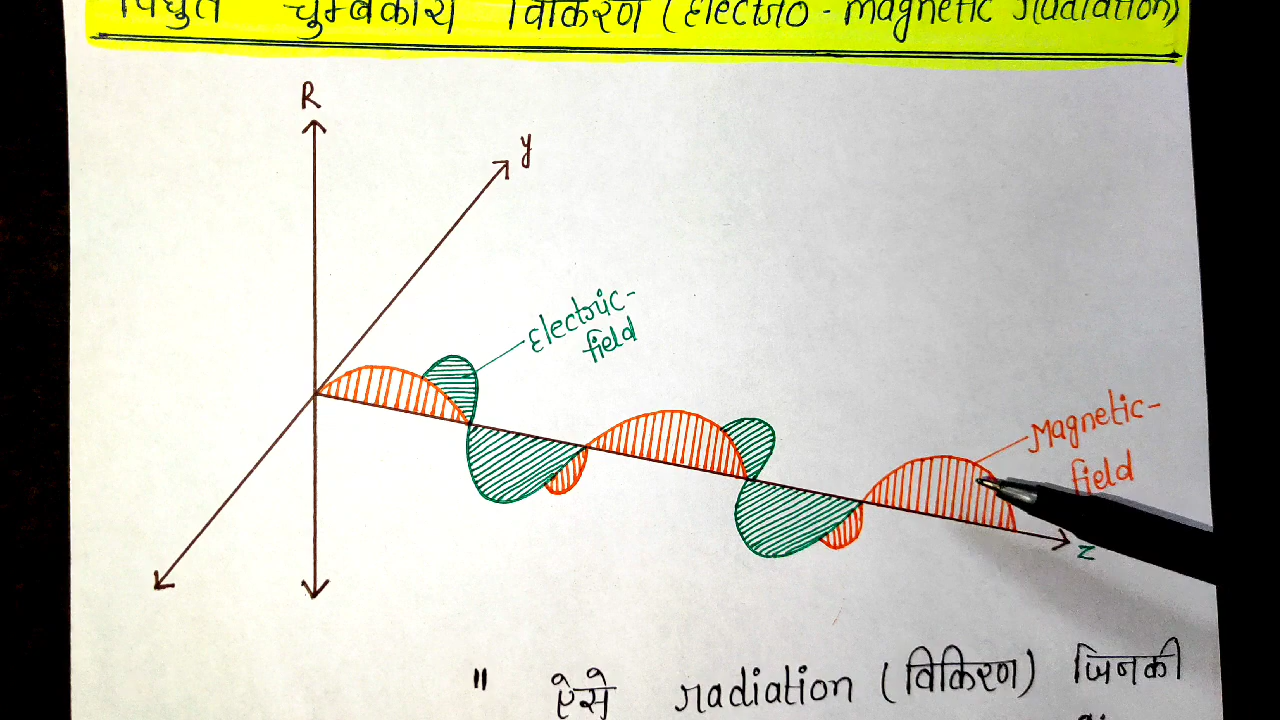 विद्युत चुम्बकीय विकिरण (Electro - magnetic radiation)
R
y
Electric-
field
Magnetic-
field
z
" ऐसे radiation (विकिरण) जिनकी